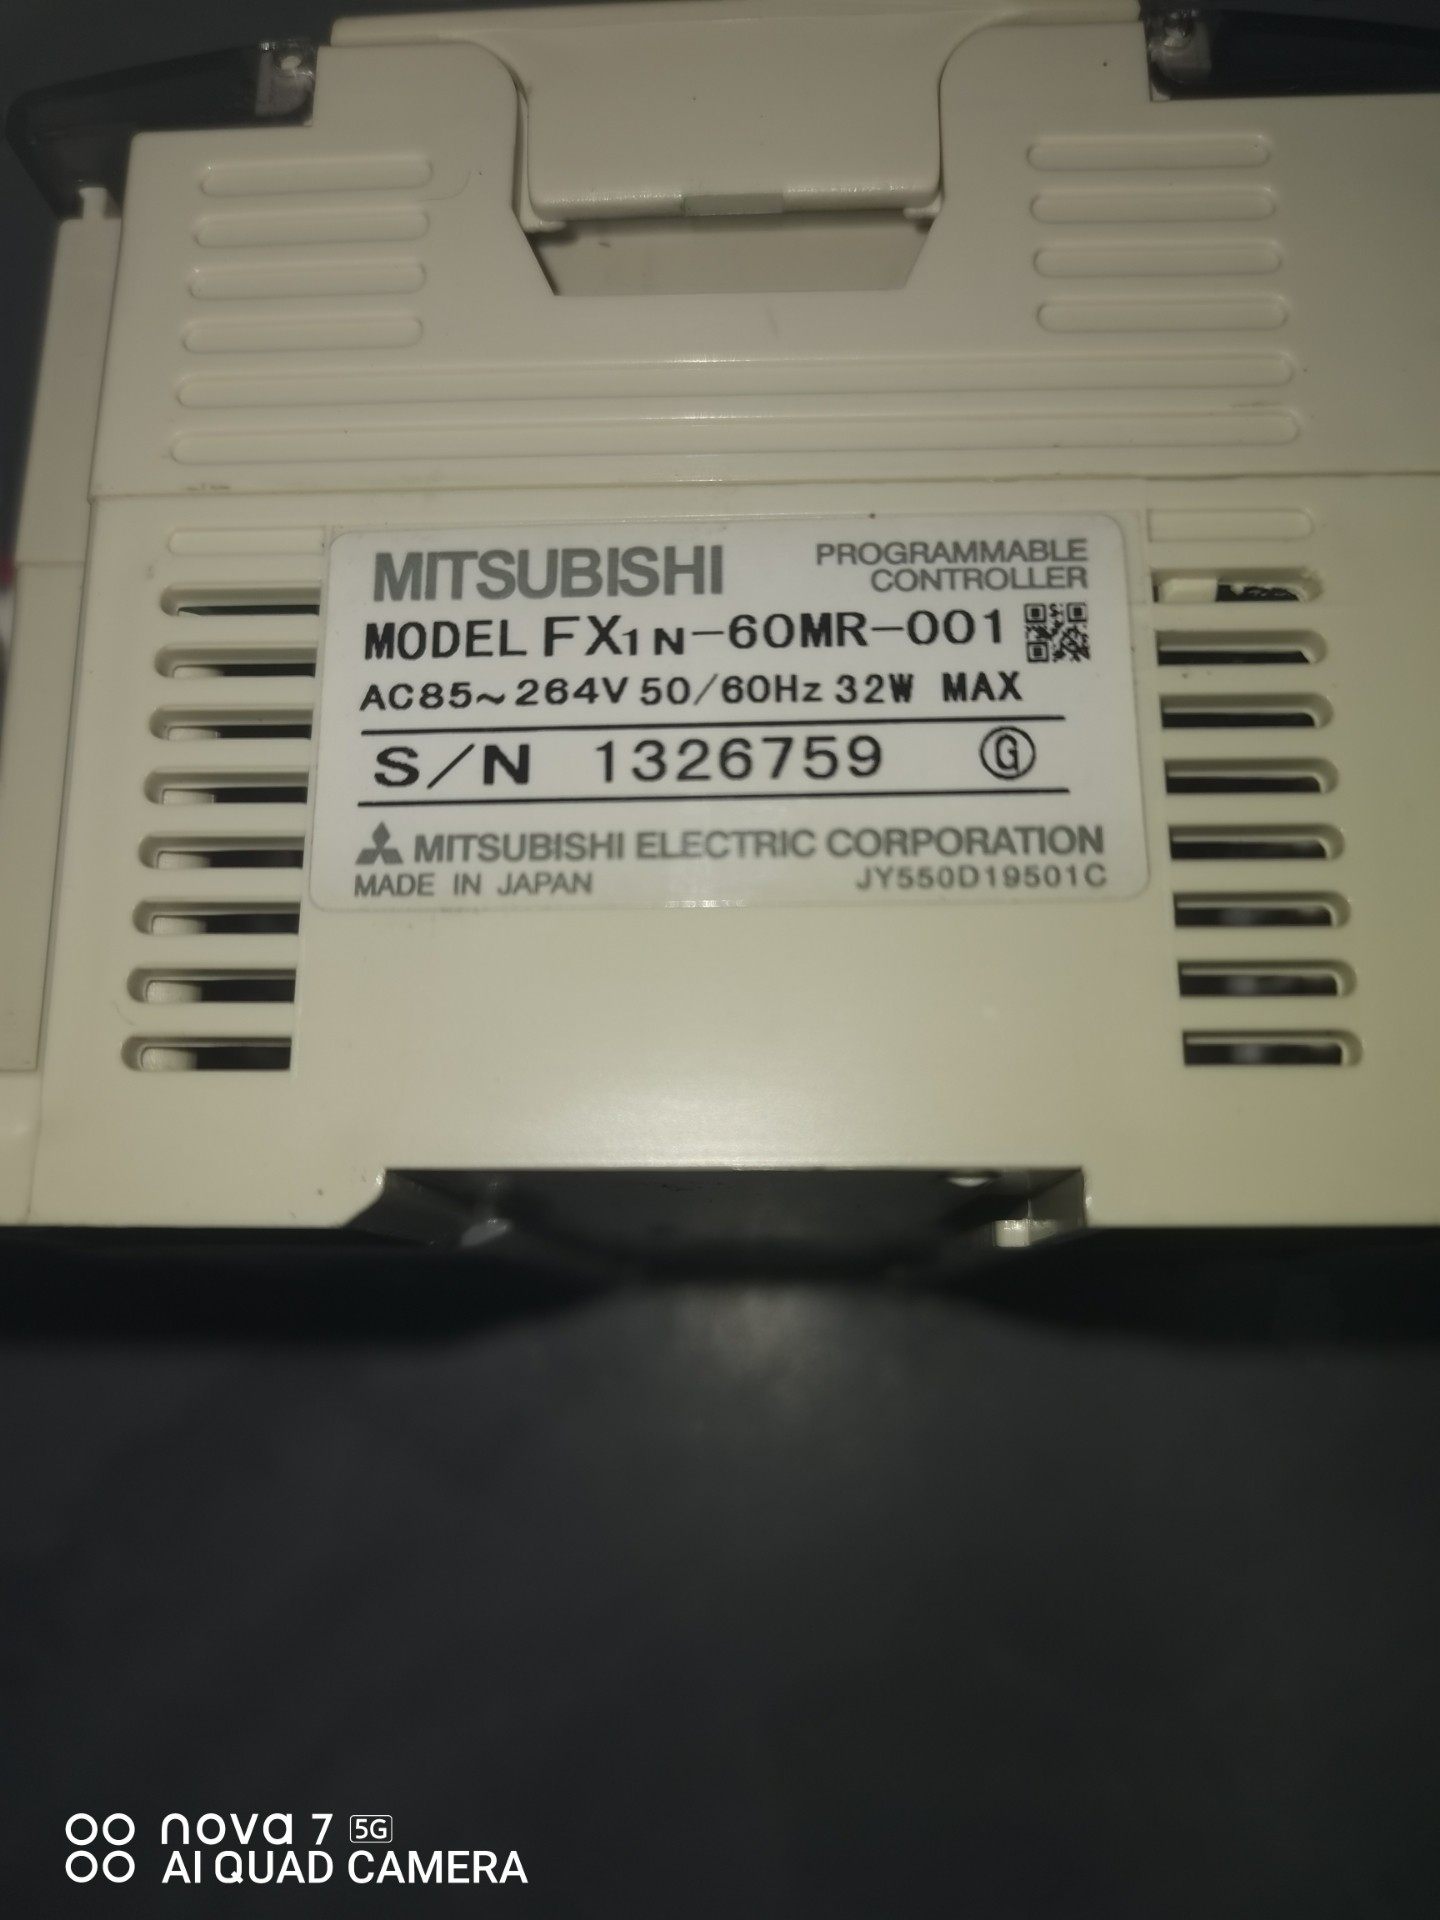 MITSUBISHI
PROGRAMMABLE
CONTROLLER
MODEL FX1N-60MR-001
AC85~264V 50/60Hz 32W MAX
S/N 1326759 G
MITSUBISHI ELECTRIC CORPORATION
MADE IN JAPAN JY550D19501C
nova 7 5G
AI QUAD CAMERA